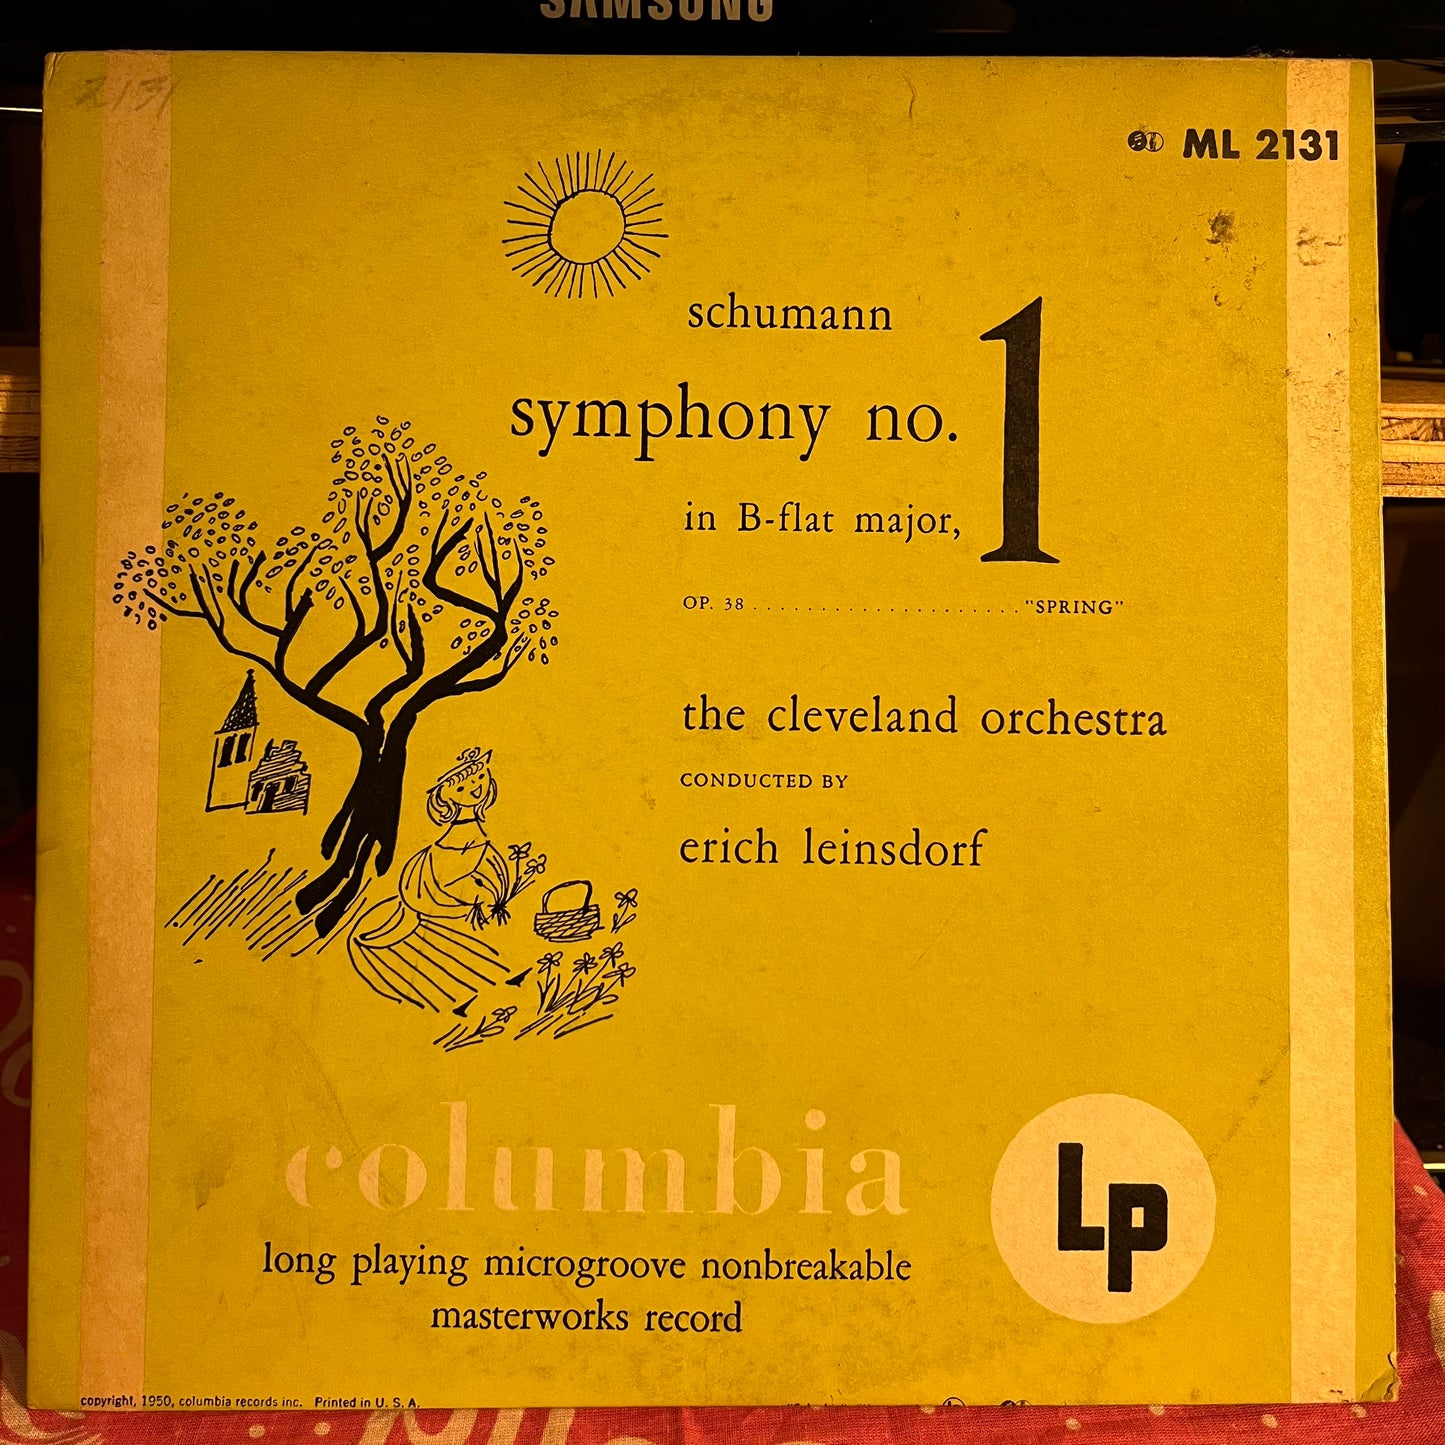 SAMSUNG
2131
ML 2131
schumann
symphony no. 1
in B-flat major,
OP. 38 . . . . . . . . . . . . . . . . . . . . "SPRING"
the cleveland orchestra
CONDUCTED BY
erich leinsdorf
columbia
LP
long playing microgroove nonbreakable
masterworks record
copyright, 1950, columbia records inc. Printed in U. S. A.